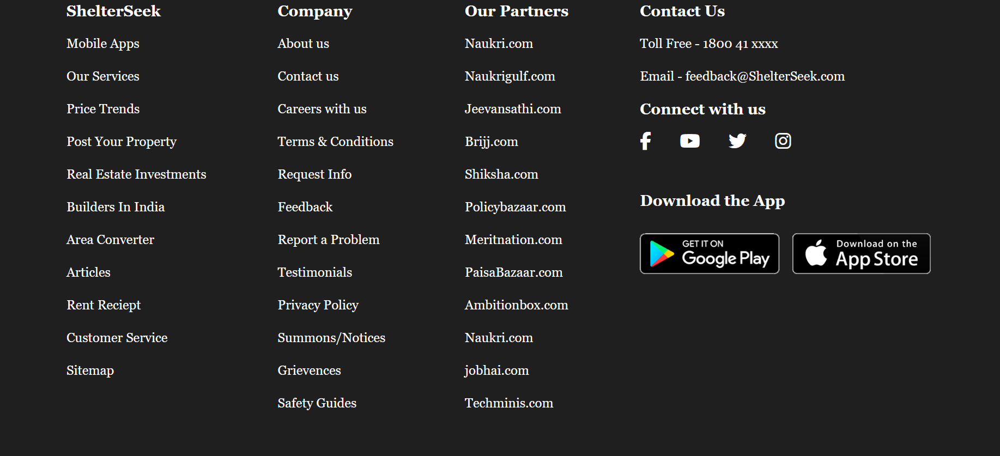 ShelterSeek
Mobile Apps
Our Services
Price Trends
Post Your Property
Real Estate Investments
Builders In India
Area Converter
Articles
Rent Reciept
Customer Service
Sitemap
Company
About us
Contact us
Careers with us
Terms & Conditions
Request Info
Feedback
Report a Problem
Testimonials
Privacy Policy
Summons/Notices
Grievences
Safety Guides
Our Partners
Naukri.com
Naukrigulf.com
Jeevansathi.com
Brijj.com
Shiksha.com
Policybazaar.com
Meritnation.com
PaisaBazaar.com
Ambitionbox.com
Naukri.com
jobhai.com
Techminis.com
Contact Us
Toll Free - 1800 41 xxxx
Email - feedback@ShelterSeek.com
Connect with us
Download the App
GET IT ON
Google Play
Download on the
App Store